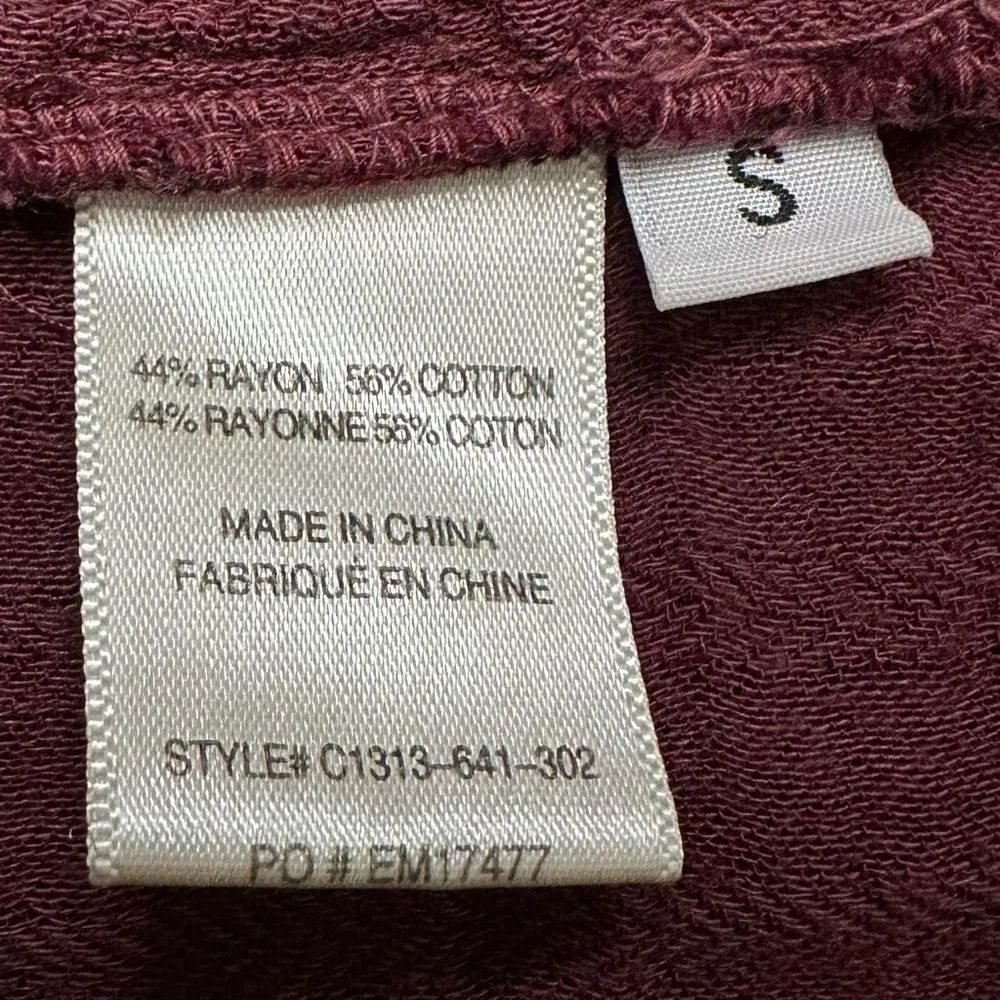 S
44% RAYON 56% COTTON
44% RAYONNE 56% COTON
MADE IN CHINA
FABRIQUÉ EN CHINE
STYLE# C1313-641-302
PO # EM17477